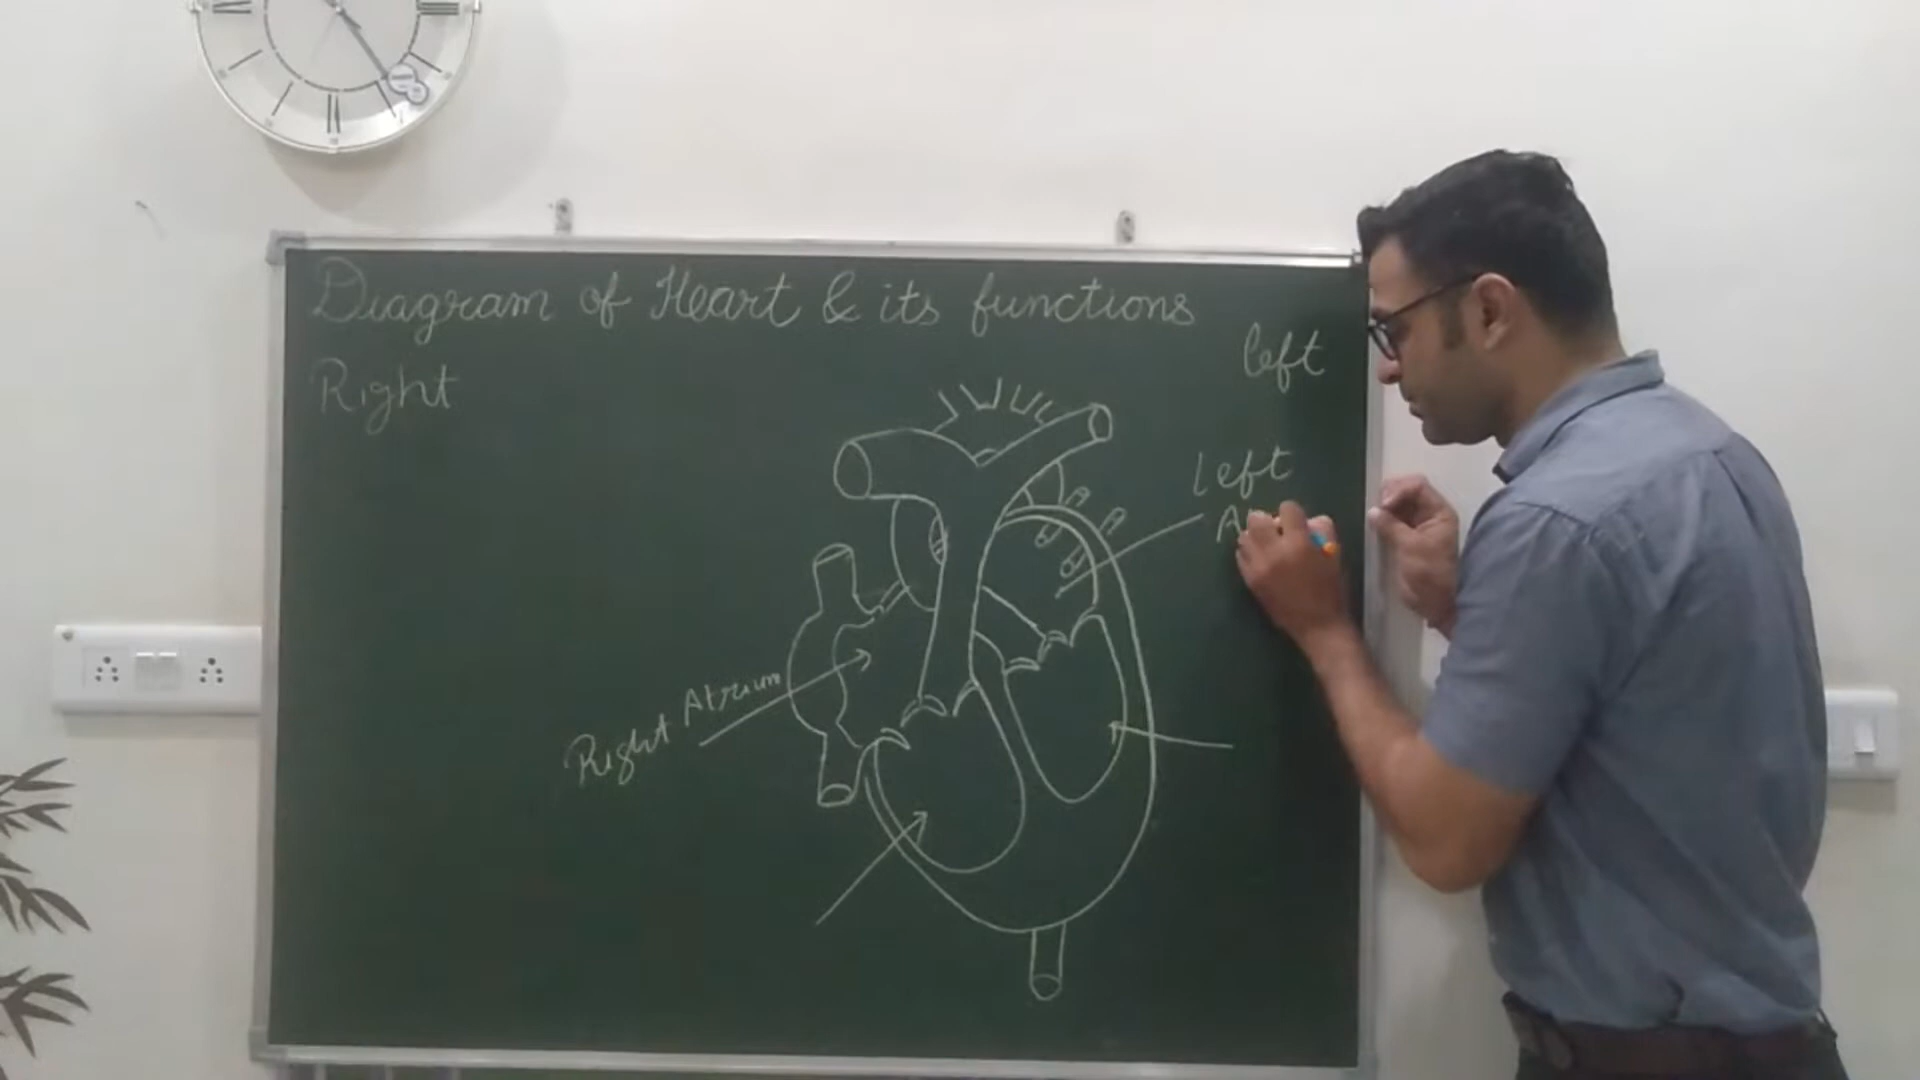 Diagram of Heart & its functions
Right
left
left
Right Atrium